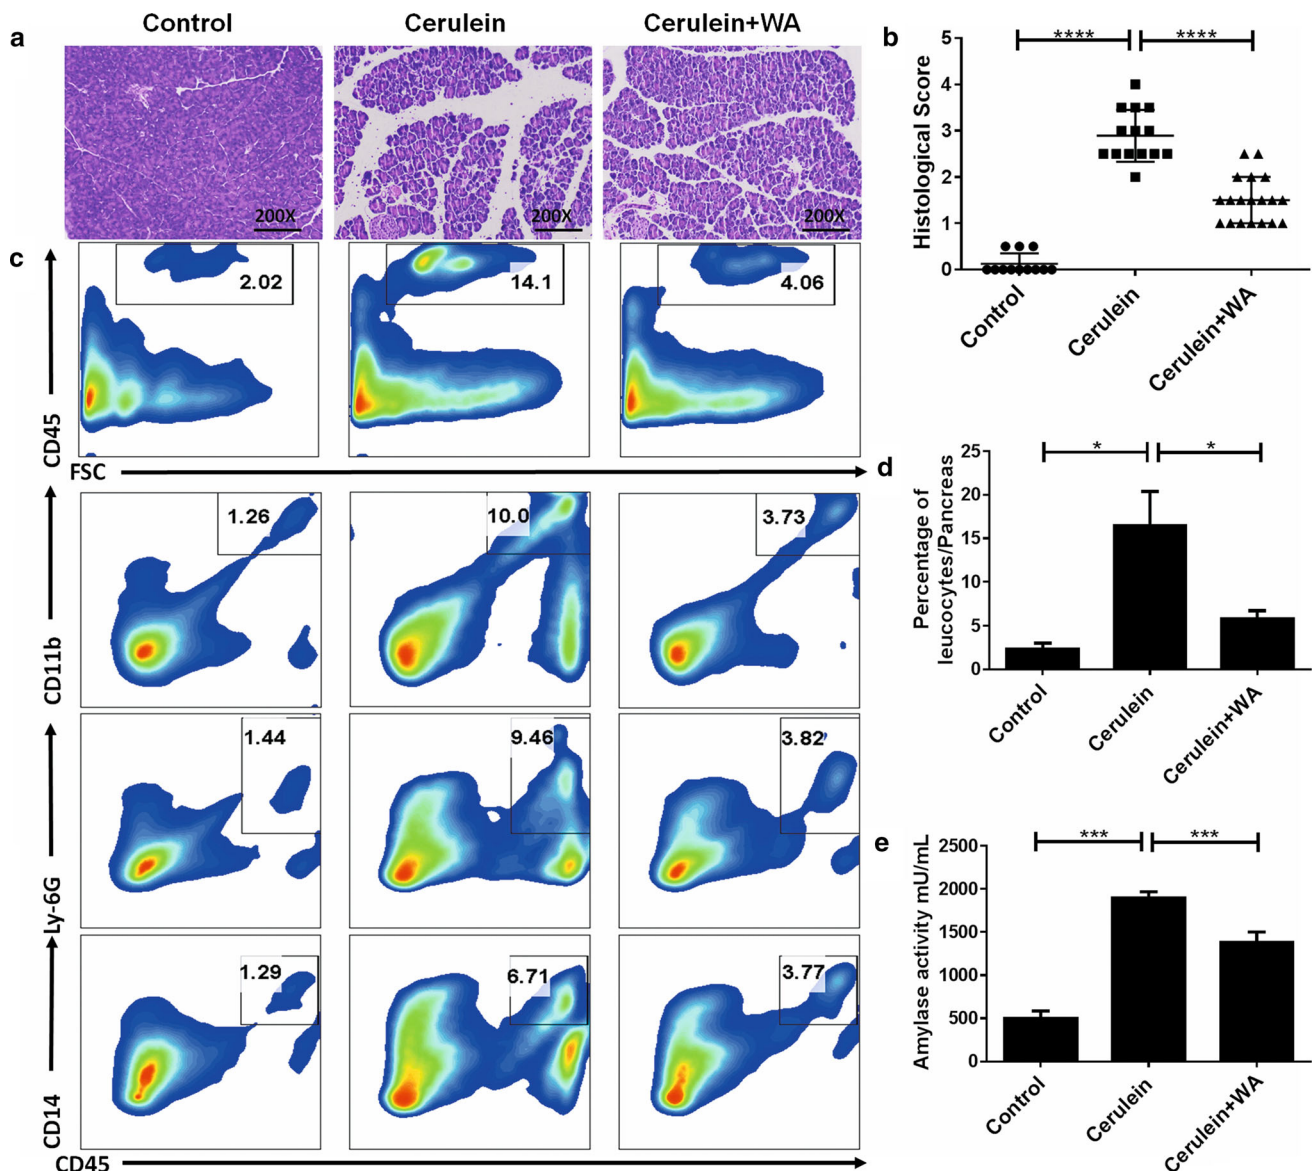 a
Control
Cerulein
Cerulein+WA
200X
200X
200X
b
Histological Score
5
4
3
2
1
0
****
****
Control
Cerulein
Cerulein+WA
c
CD45
2.02
14.1
4.06
FSC
CD11b
1.26
10.0
3.73
Ly-6G
1.44
9.46
3.82
CD14
1.29
6.71
3.77
CD45
d
Percentage of
leucocytes/Pancreas
25
20
15
10
5
0
*
*
Control
Cerulein
Cerulein+WA
e
Amylase activity mU/mL
2500
2000
1500
1000
500
0
***
***
Control
Cerulein
Cerulein+WA